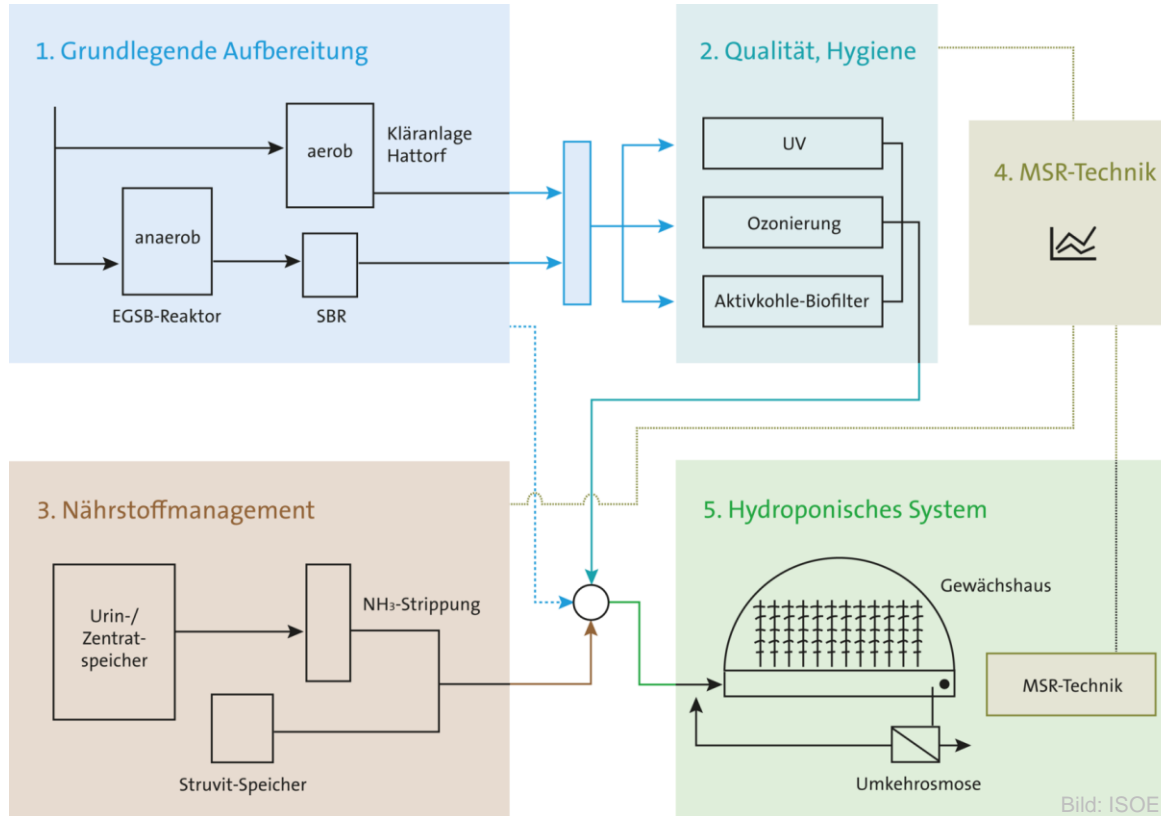 1. Grundlegende Aufbereitung
aerob
Kläranlage
Hattorf
anaerob
EGSB-Reaktor
SBR
2. Qualität, Hygiene
UV
Ozonierung
Aktivkohle-Biofilter
4. MSR-Technik
3. Nährstoffmanagement
Urin-/
Zentrat-
speicher
NH₃-Strippung
Struvit-Speicher
5. Hydroponisches System
Gewächshaus
MSR-Technik
Umkehrosmose
Bild: ISOE